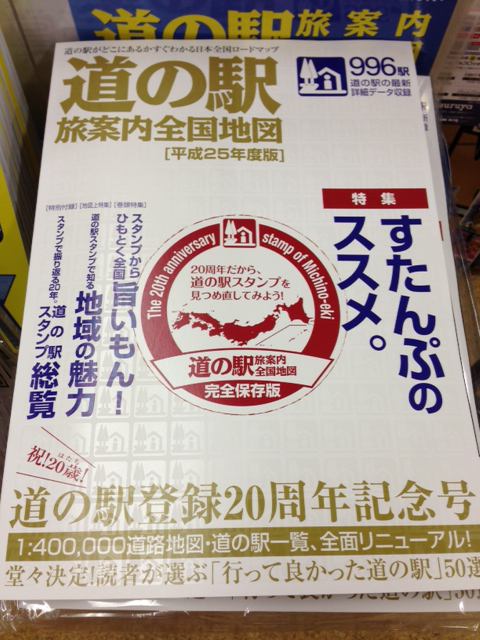 道の駅がどこにあるかすぐわかる日本全国ロードマップ
道の駅
旅案内全国地図
[平成25年度版]
996駅
道の駅の最新
詳細データ収録
特集
すたんぷの
ススメ。
[巻頭特集]
スタンプから
ひもとく全国
旨いもん!
[地図上特集]
道の駅スタンプで知る
地域の魅力
[特別付録]
スタンプで振り返る20年。
道の駅
スタンプ
総覧
The 20th anniversary stamp of Michino-eki
20周年だから、
道の駅スタンプを
見つめ直してみよう!
道の駅 旅案内
全国地図
完全保存版
祝!20歳!
はたち
道の駅登録20周年記念号
1:400,000道路地図・道の駅一覧、全面リニューアル!
堂々決定!読者が選ぶ「行って良かった道の駅」50選
道の駅 旅案内